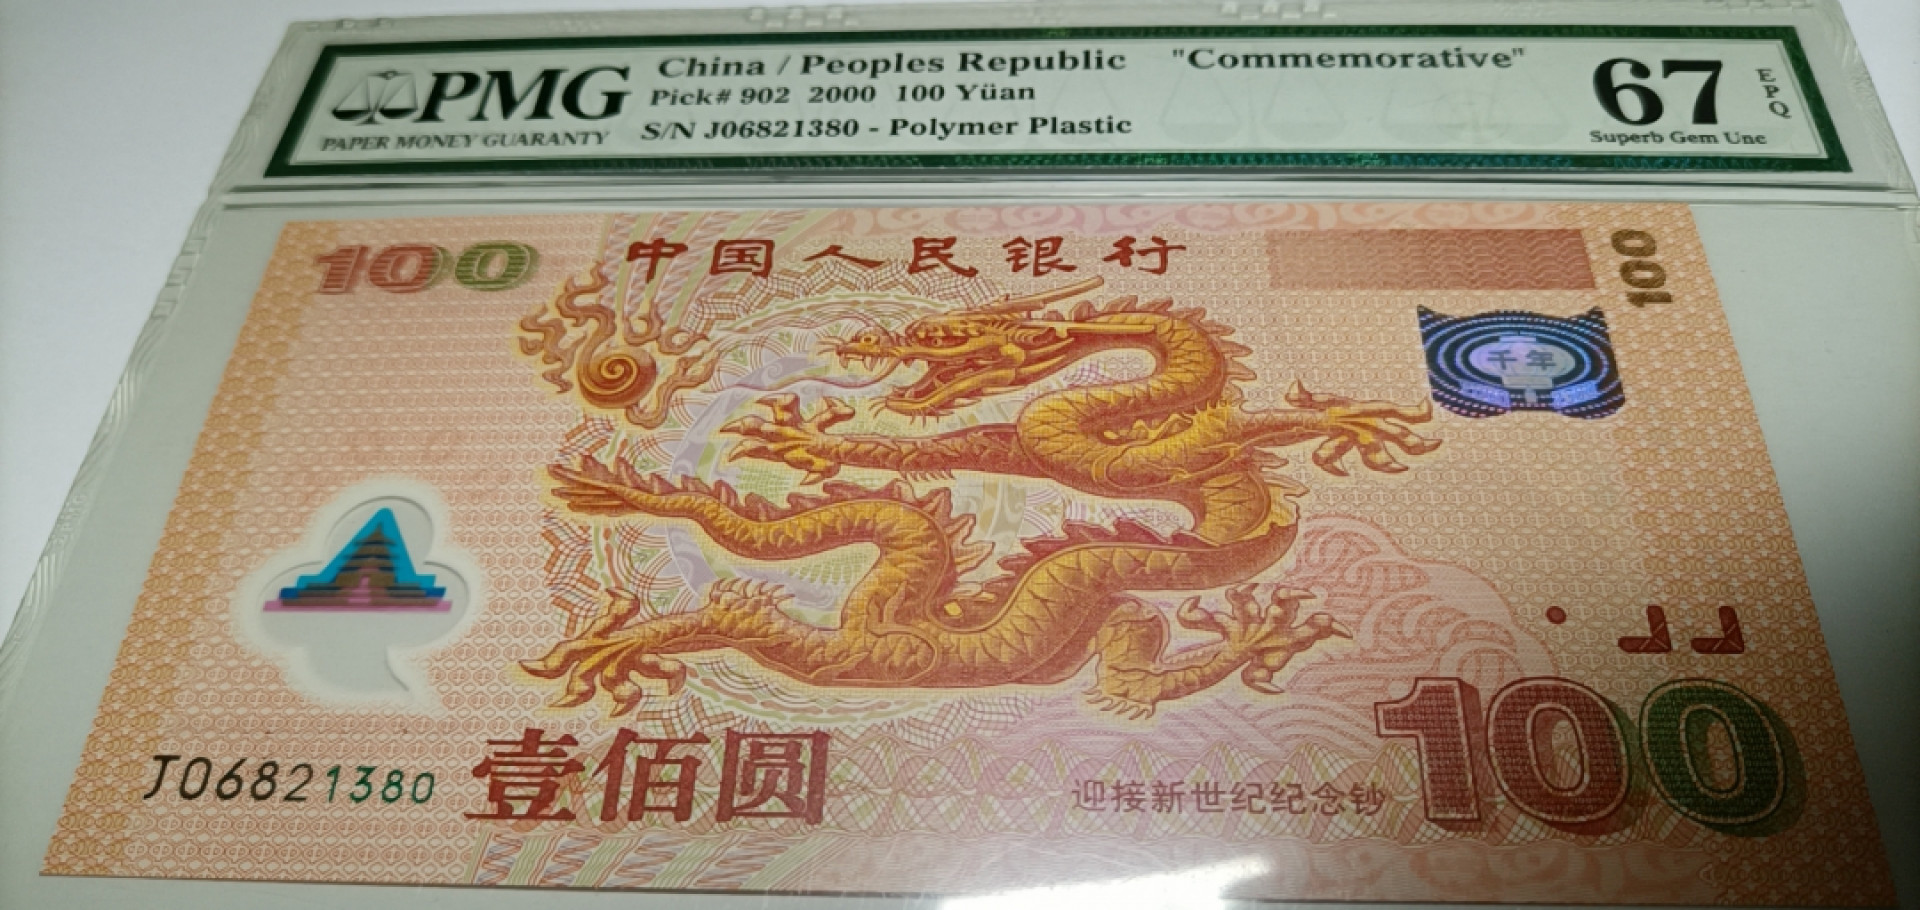 PMG
PAPER MONEY GUARANTY
China / Peoples Republic "Commemorative"
Pick# 902 2000 100 Yüan
S/N J06821380 - Polymer Plastic
67
EPQ
Superb Gem Unc
100
中国人民银行
100
千年
J06821380
壹佰圆
迎接新世纪纪念钞
100